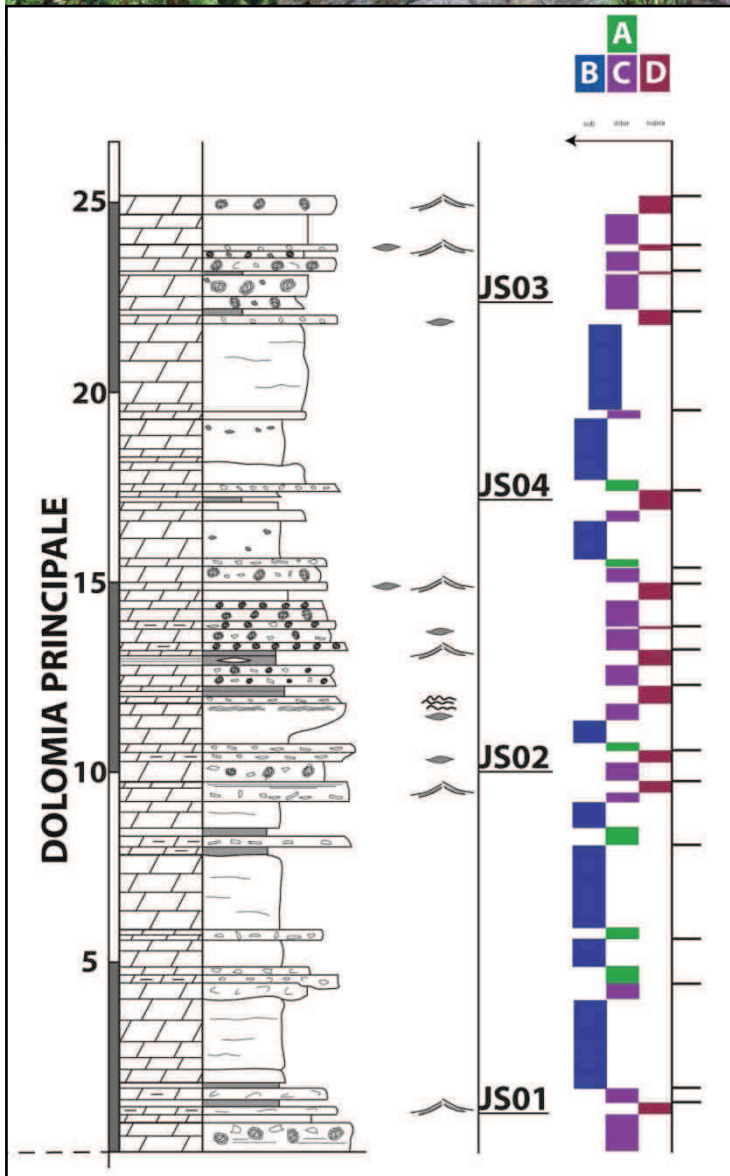 A
B C D
sub inter supra
25
JS03
20
JS04
15
DOLOMIA PRINCIPALE
JS02
10
5
JS01